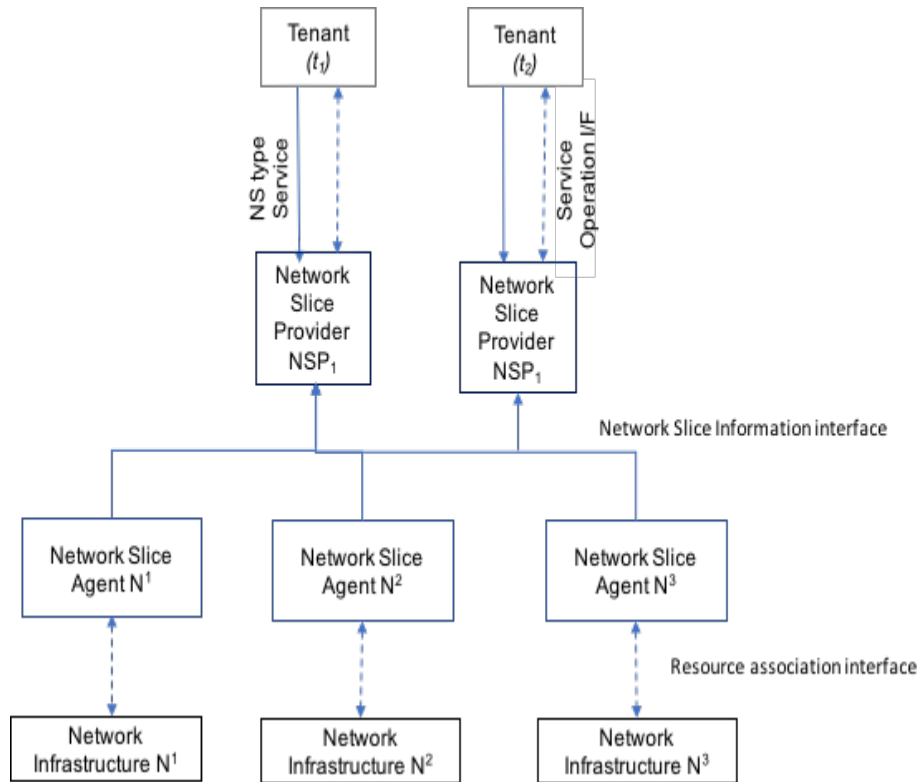 Tenant
(t₁)
Tenant
(t₂)
NS type
Service
Service
Operation I/F
Network
Slice
Provider
NSP₁
Network
Slice
Provider
NSP₁
Network Slice Information interface
Network Slice
Agent N¹
Network Slice
Agent N²
Network Slice
Agent N³
Resource association interface
Network
Infrastructure N¹
Network
Infrastructure N²
Network
Infrastructure N³